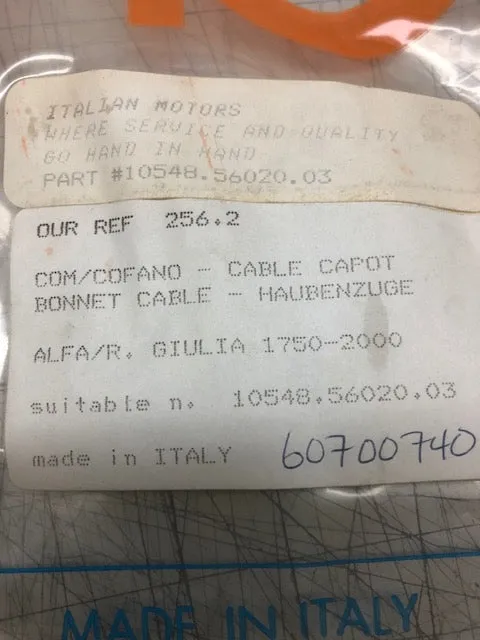 ITALIAN MOTORS
WHERE SERVICE AND QUALITY
GO HAND IN HAND
PART #10548.56020.03
OUR REF 256.2
COM/COFANO - CABLE CAPOT
BONNET CABLE - HAUBENZUGE
ALFA/R. GIULIA 1750-2000
suitable n. 10548.56020.03
made in ITALY 60700740
MADE IN ITALY